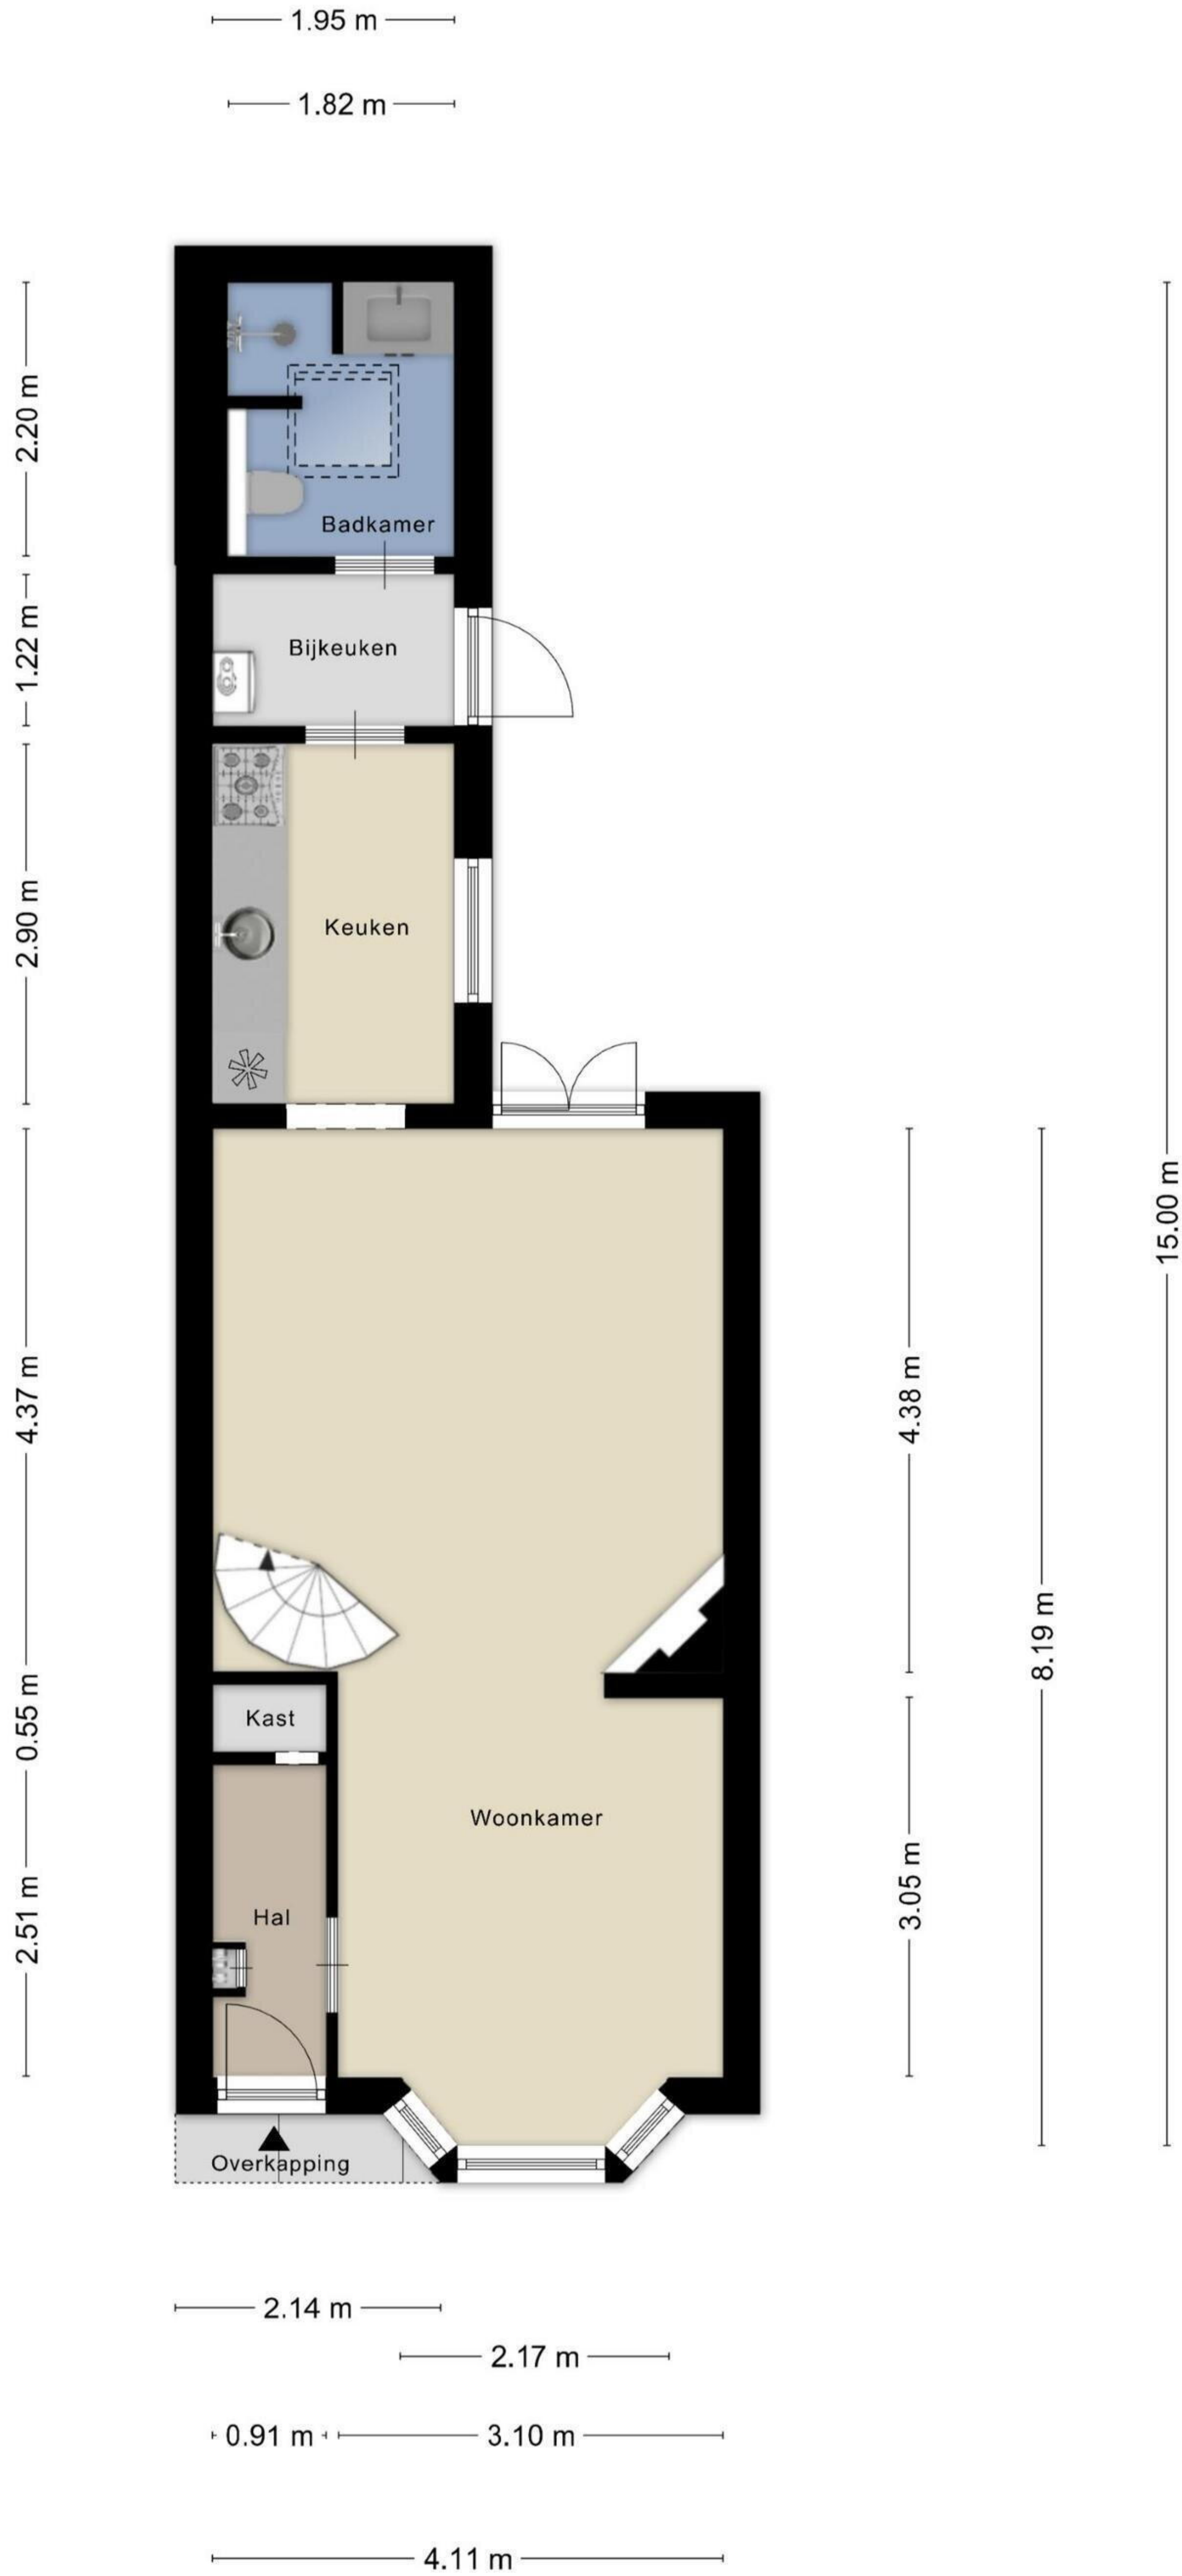 1.95 m
1.82 m
2.20 m
Badkamer
1.22 m
Bijkeuken
2.90 m
Keuken
15.00 m
4.37 m
4.38 m
8.19 m
0.55 m
Kast
Woonkamer
3.05 m
2.51 m
Hal
Overkapping
2.14 m
2.17 m
0.91 m
3.10 m
4.11 m